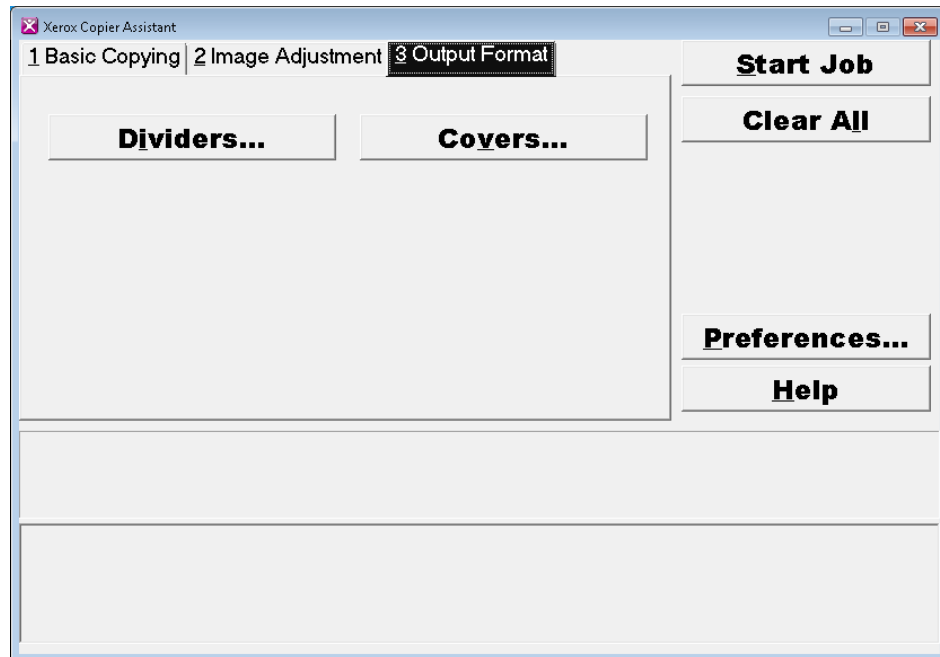 Xerox Copier Assistant
1 Basic Copying 2 Image Adjustment 3 Output Format
Start Job
Clear All
Dividers... Covers...
Preferences...
Help